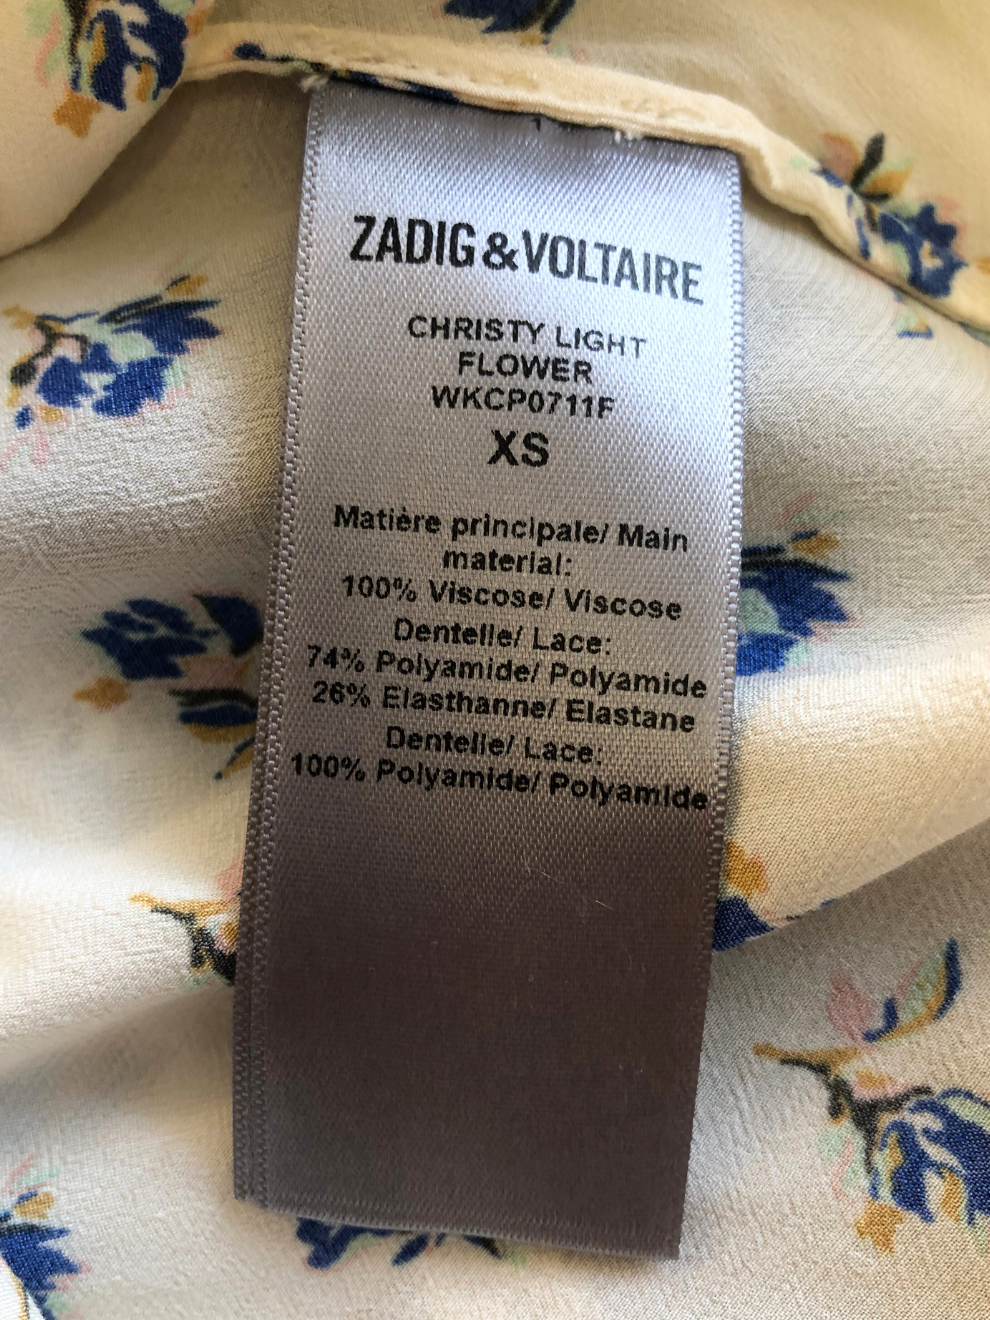 ZADIG&VOLTAIRE
CHRISTY LIGHT
FLOWER
WKCP0711F
XS
Matière principale/ Main
material:
100% Viscose/ Viscose
Dentelle/ Lace:
74% Polyamide/ Polyamide
26% Elasthanne/ Elastane
Dentelle/ Lace:
100% Polyamide/ Polyamide